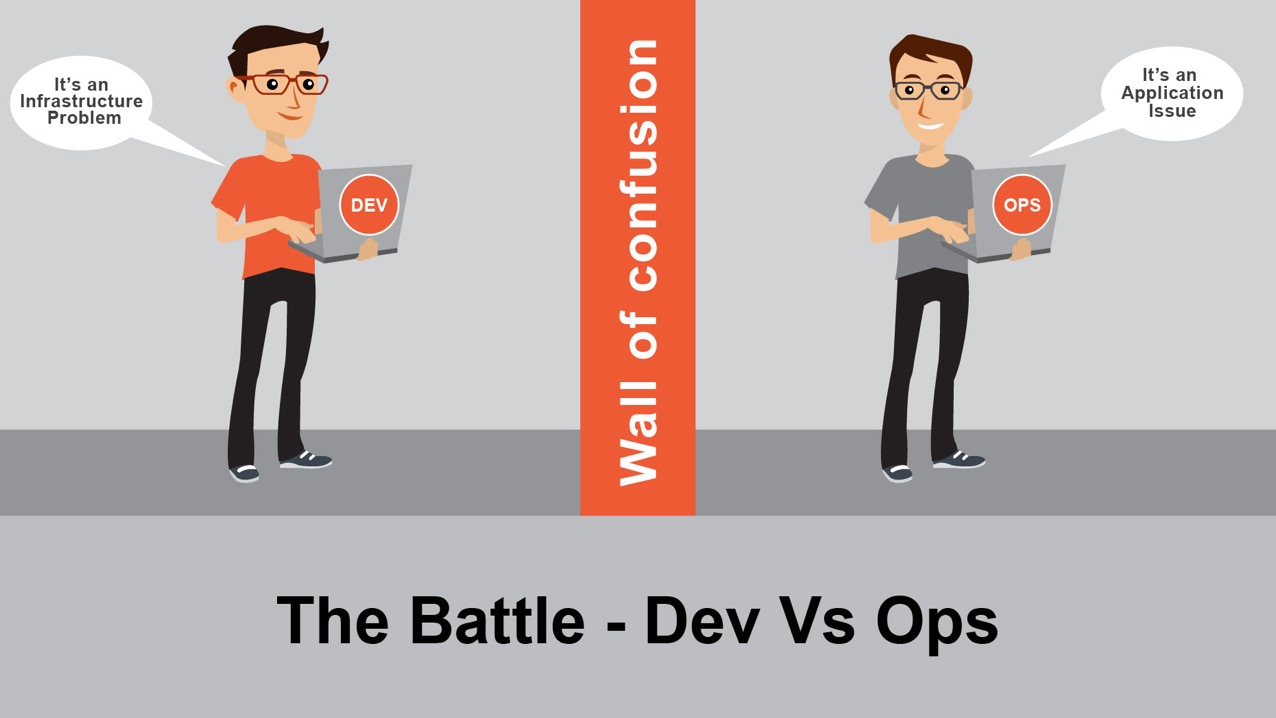 It's an
Infrastructure
Problem
DEV
Wall of confusion
It's an
Application
Issue
OPS
The Battle - Dev Vs Ops